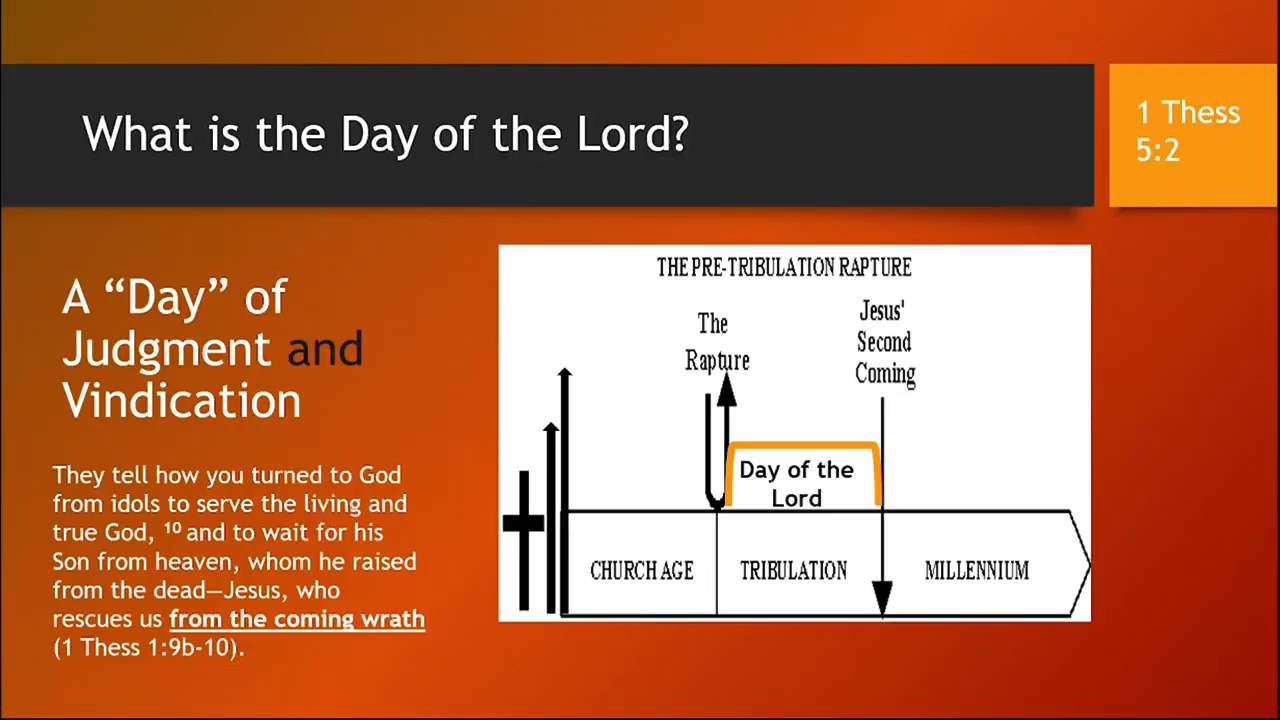 What is the Day of the Lord?
1 Thess
5:2
A “Day” of
Judgment and
Vindication
They tell how you turned to God
from idols to serve the living and
true God, ¹⁰ and to wait for his
Son from heaven, whom he raised
from the dead—Jesus, who
rescues us from the coming wrath
(1 Thess 1:9b-10).
THE PRE-TRIBULATION RAPTURE
The
Rapture
Jesus'
Second
Coming
Day of the
Lord
CHURCH AGE
TRIBULATION
MILLENNIUM